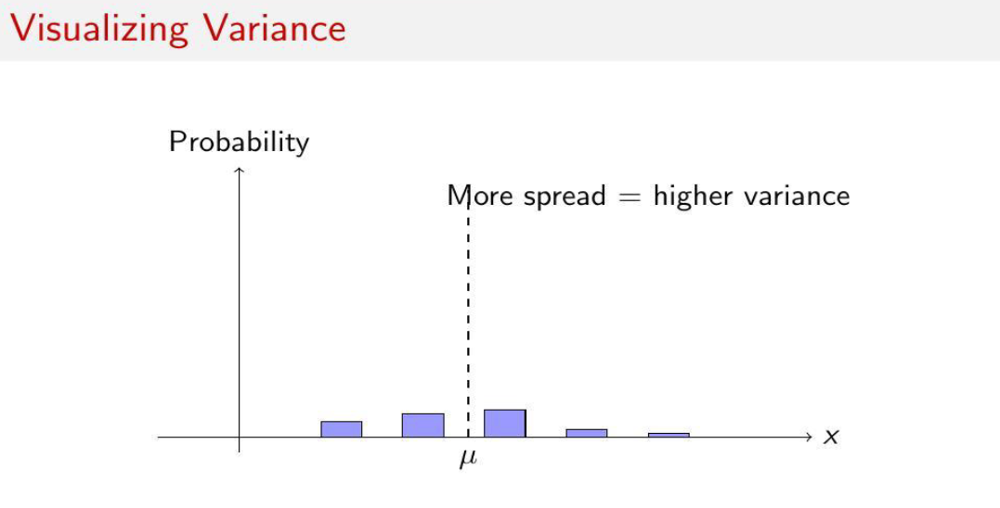 Visualizing Variance
Probability
More spread = higher variance
x
μ